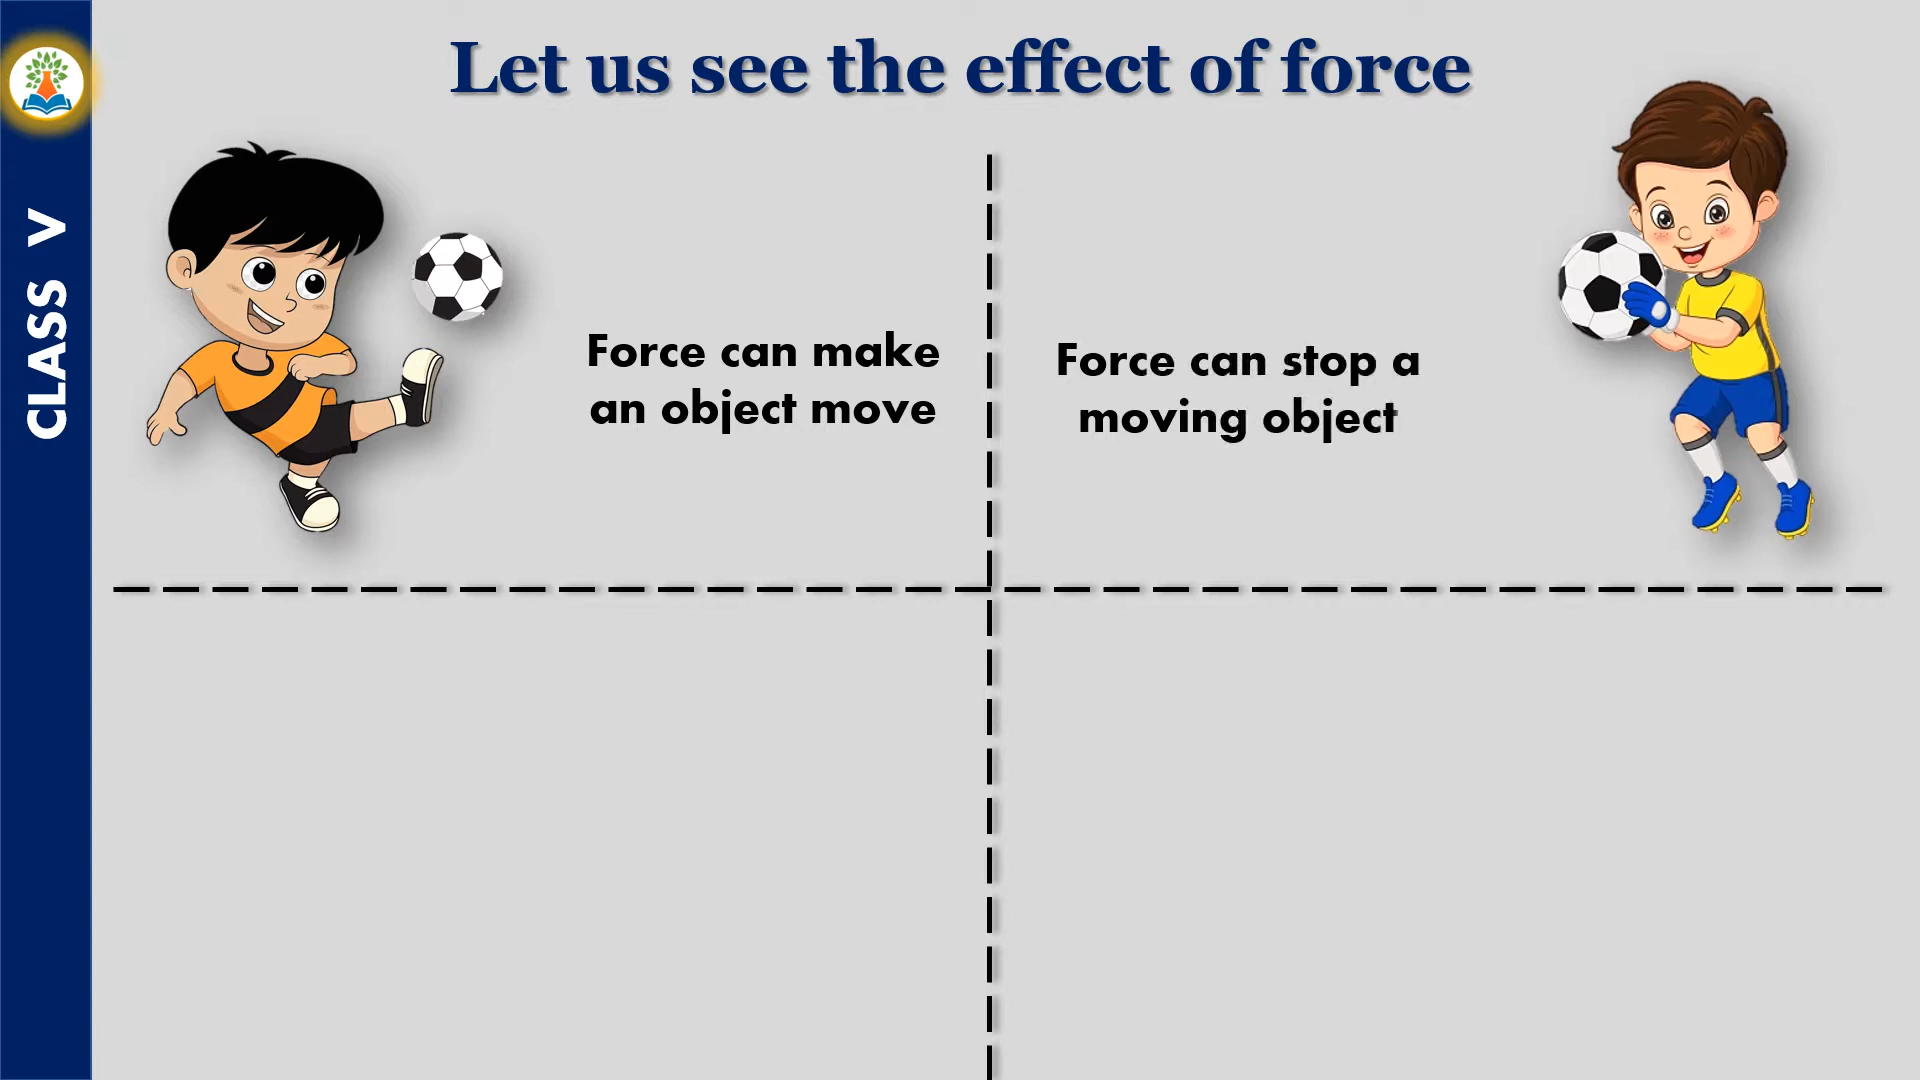 Let us see the effect of force
CLASS V
Force can make
an object move
Force can stop a
moving object